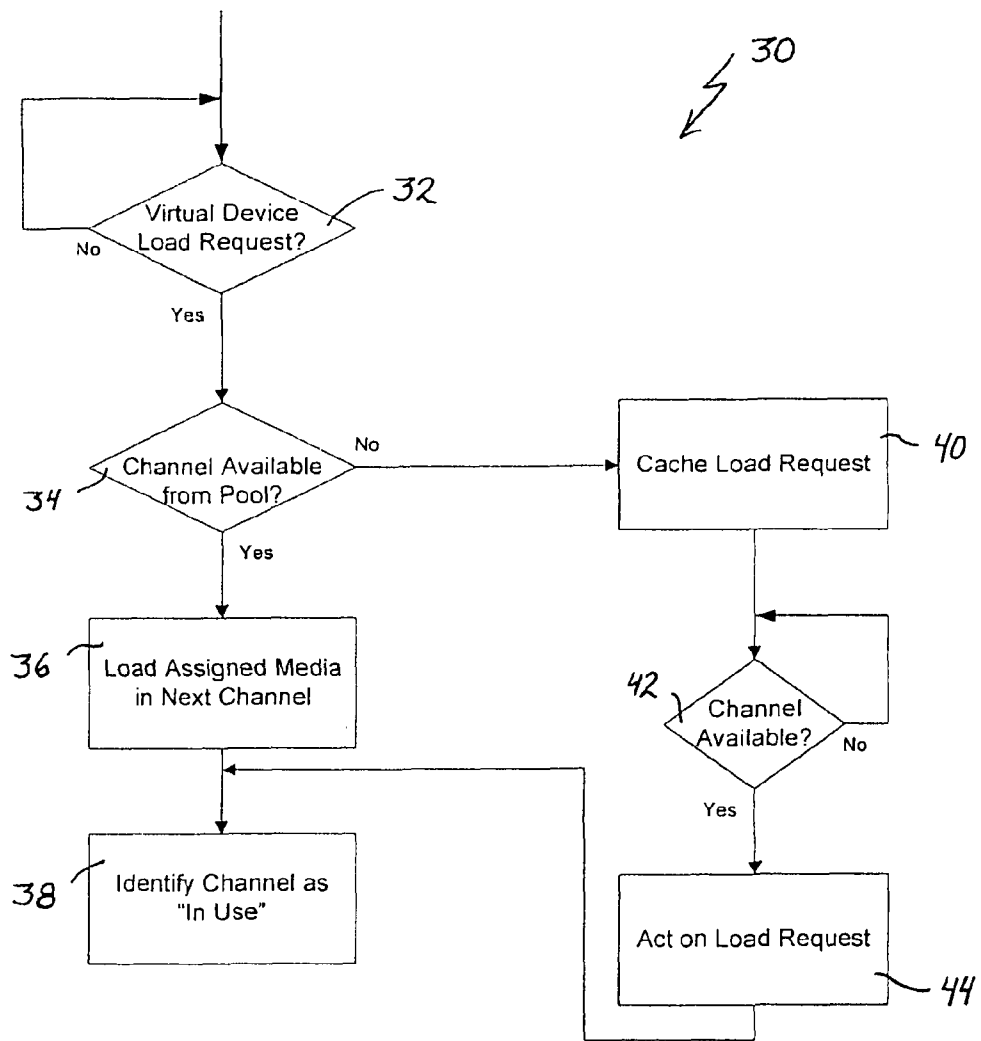 30
32
Virtual Device
Load Request?
No
Yes
34
Channel Available
from Pool?
No
Yes
Cache Load Request
40
36
Load Assigned Media
in Next Channel
42
Channel
Available?
No
Yes
38
Identify Channel as
"In Use"
Act on Load Request
44